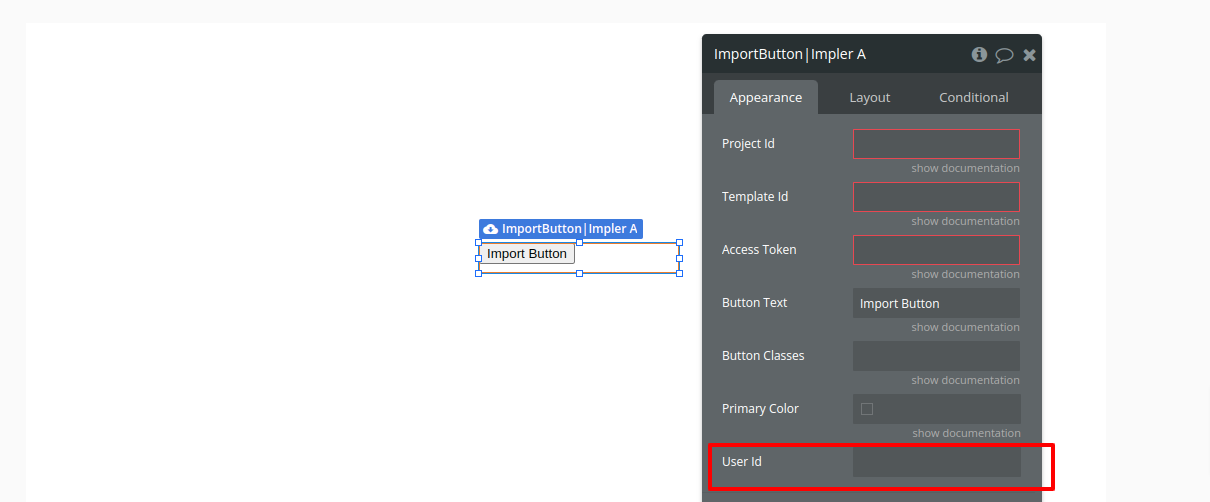 ImportButton|Impler A
Appearance
Layout
Conditional
Project Id
show documentation
Template Id
show documentation
ImportButton|Impler A
Import Button
Access Token
show documentation
Button Text
Import Button
show documentation
Button Classes
show documentation
Primary Color
show documentation
User Id